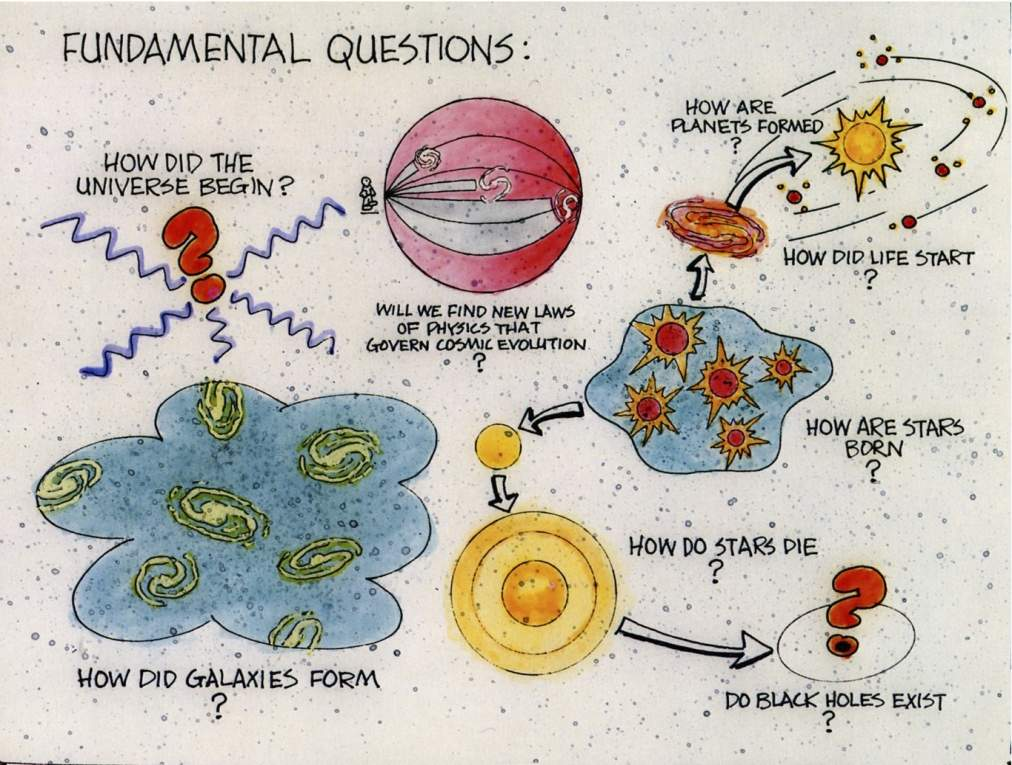 FUNDAMENTAL QUESTIONS:
HOW DID THE
UNIVERSE BEGIN?
WILL WE FIND NEW LAWS
OF PHYSICS THAT
GOVERN COSMIC EVOLUTION
?
HOW ARE
PLANETS FORMED
?
HOW DID LIFE START
?
HOW ARE STARS
BORN
?
HOW DID GALAXIES FORM
?
HOW DO STARS DIE
?
DO BLACK HOLES EXIST
?